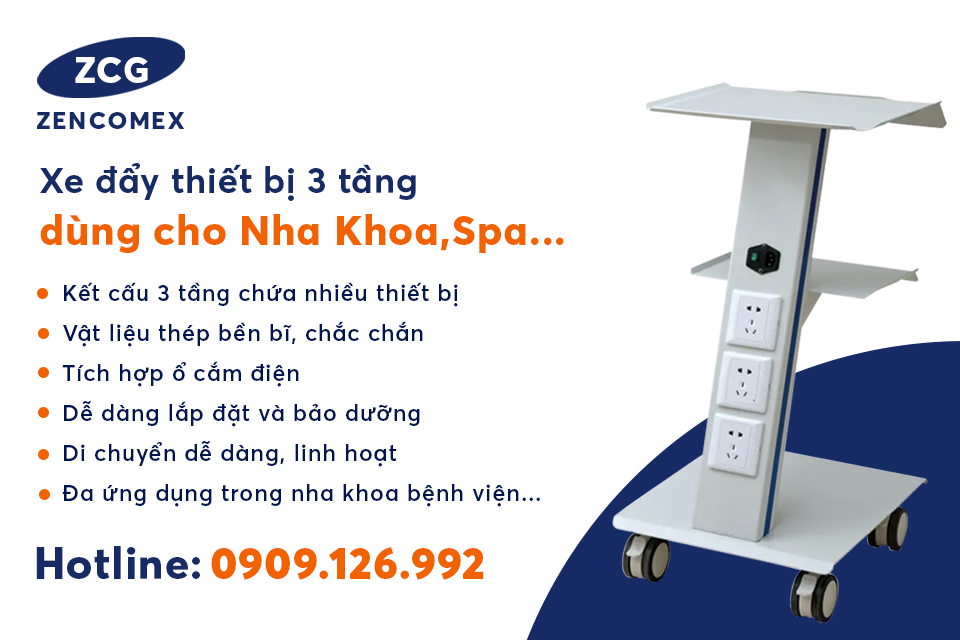 ZCG
ZENCOMEX
Xe đẩy thiết bị 3 tầng
dùng cho Nha Khoa,Spa...
Kết cấu 3 tầng chứa nhiều thiết bị
Vật liệu thép bền bĩ, chắc chắn
Tích hợp ổ cắm điện
Dễ dàng lắp đặt và bảo dưỡng
Di chuyển dễ dàng, linh hoạt
Đa ứng dụng trong nha khoa bệnh viện...
Hotline: 0909.126.992